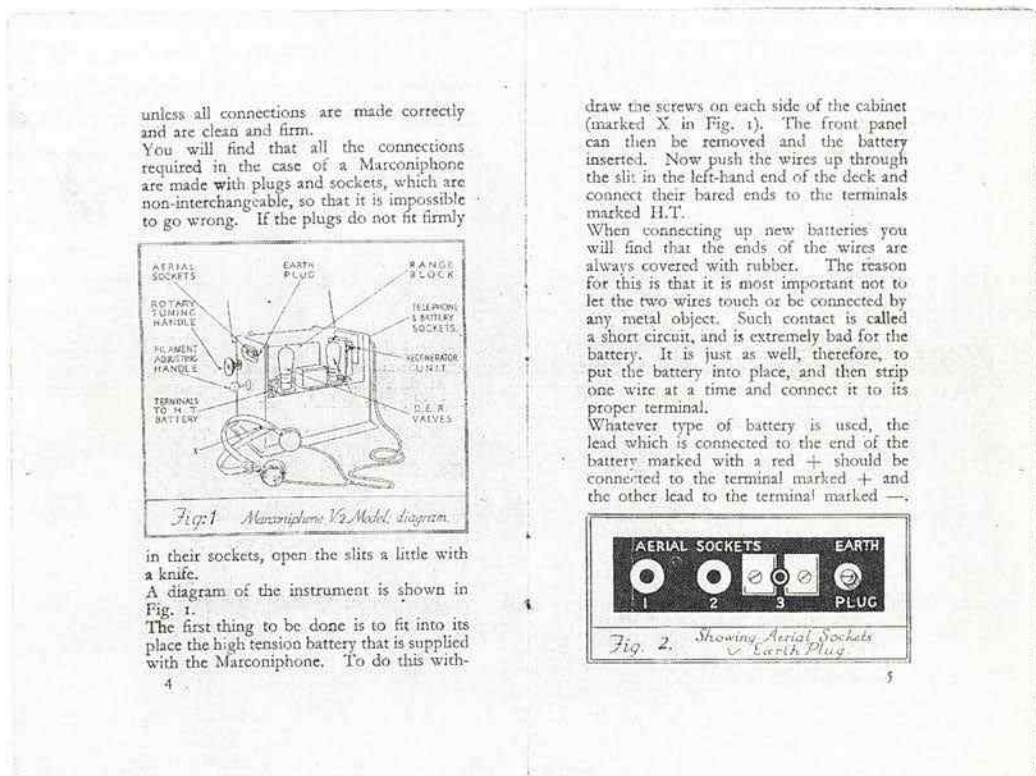 unless all connections are made correctly
and are clean and firm.
You will find that all the connections
required in the case of a Marconiphone
are made with plugs and sockets, which are
non-interchangeable, so that it is impossible
to go wrong. If the plugs do not fit firmly
AERIAL
SOCKETS
EARTH
PLUG
RANGE
BLOCK
ROTARY
TUNING
HANDLE
TELEPHONE
& BATTERY
SOCKETS
FILAMENT
ADJUSTING
HANDLE
REGENERATOR
UNIT
TERMINALS
TO H.T.
BATTERY
D.E.R.
VALVES
X
Fig:1 Marconiphone V2 Model, diagram.
in their sockets, open the slits a little with
a knife.
A diagram of the instrument is shown in
Fig. 1.
The first thing to be done is to fit into its
place the high tension battery that is supplied
with the Marconiphone. To do this with-
4
draw the screws on each side of the cabinet
(marked X in Fig. 1). The front panel
can then be removed and the battery
inserted. Now push the wires up through
the slit in the left-hand end of the deck and
connect their bared ends to the terminals
marked H.T.
When connecting up new batteries you
will find that the ends of the wires are
always covered with rubber. The reason
for this is that it is most important not to
let the two wires touch or be connected by
any metal object. Such contact is called
a short circuit, and is extremely bad for the
battery. It is just as well, therefore, to
put the battery into place, and then strip
one wire at a time and connect it to its
proper terminal.
Whatever type of battery is used, the
lead which is connected to the end of the
battery marked with a red + should be
connected to the terminal marked + and
the other lead to the terminal marked —.
AERIAL SOCKETS EARTH
1 2 3 PLUG
Fig. 2. Showing Aerial Sockets
& Earth Plug.
5